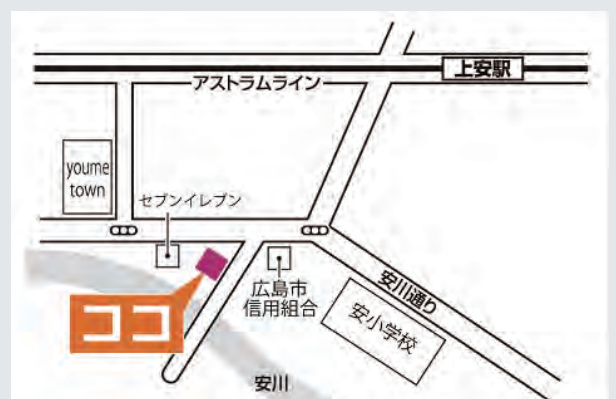 上安駅
アストラムライン
youme
town
セブンイレブン
ココ
広島市
信用組合
安川通り
安小学校
安川